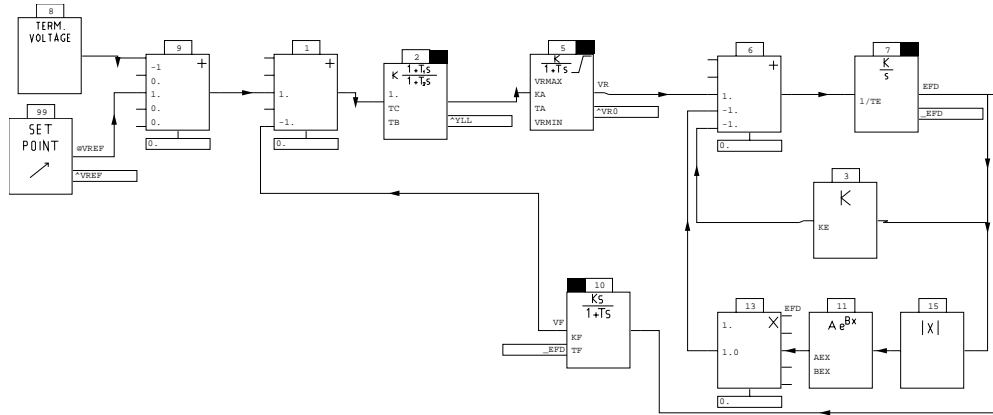 8
TERM.
VOLTAGE
9
-1
0.
1.
0.
0.
+
0.
99
SET
POINT
@VREF
^VREF
1
1.
-1.
+
0.
2
K 1+T₁s
1+T₂s
1.
TC
TB
^YLL
5
K
1+Ts
VRMAX
KA
TA
VRMIN
VR
^VR0
6
+
1.
-1.
-1.
0.
7
K
s
1/TE
EFD
_EFD
3
K
KE
10
Ks
1+Ts
VF
KF
_EFD
TF
13
EFD
1.
X
1.0
0.
11
Ae^Bx
AEX
BEX
15
|X|